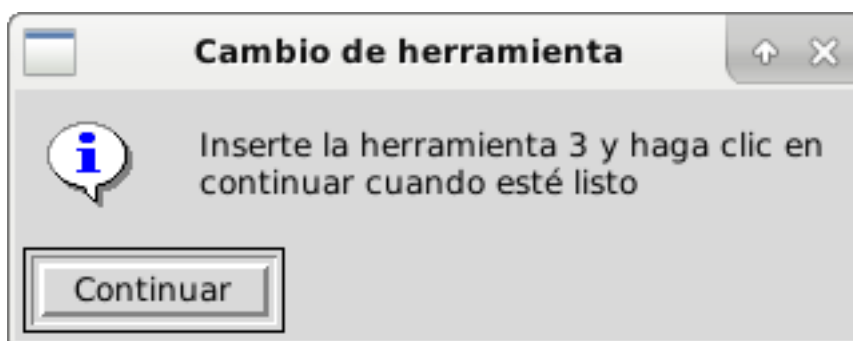 Cambio de herramienta
Inserte la herramienta 3 y haga clic en
continuar cuando esté listo
Continuar